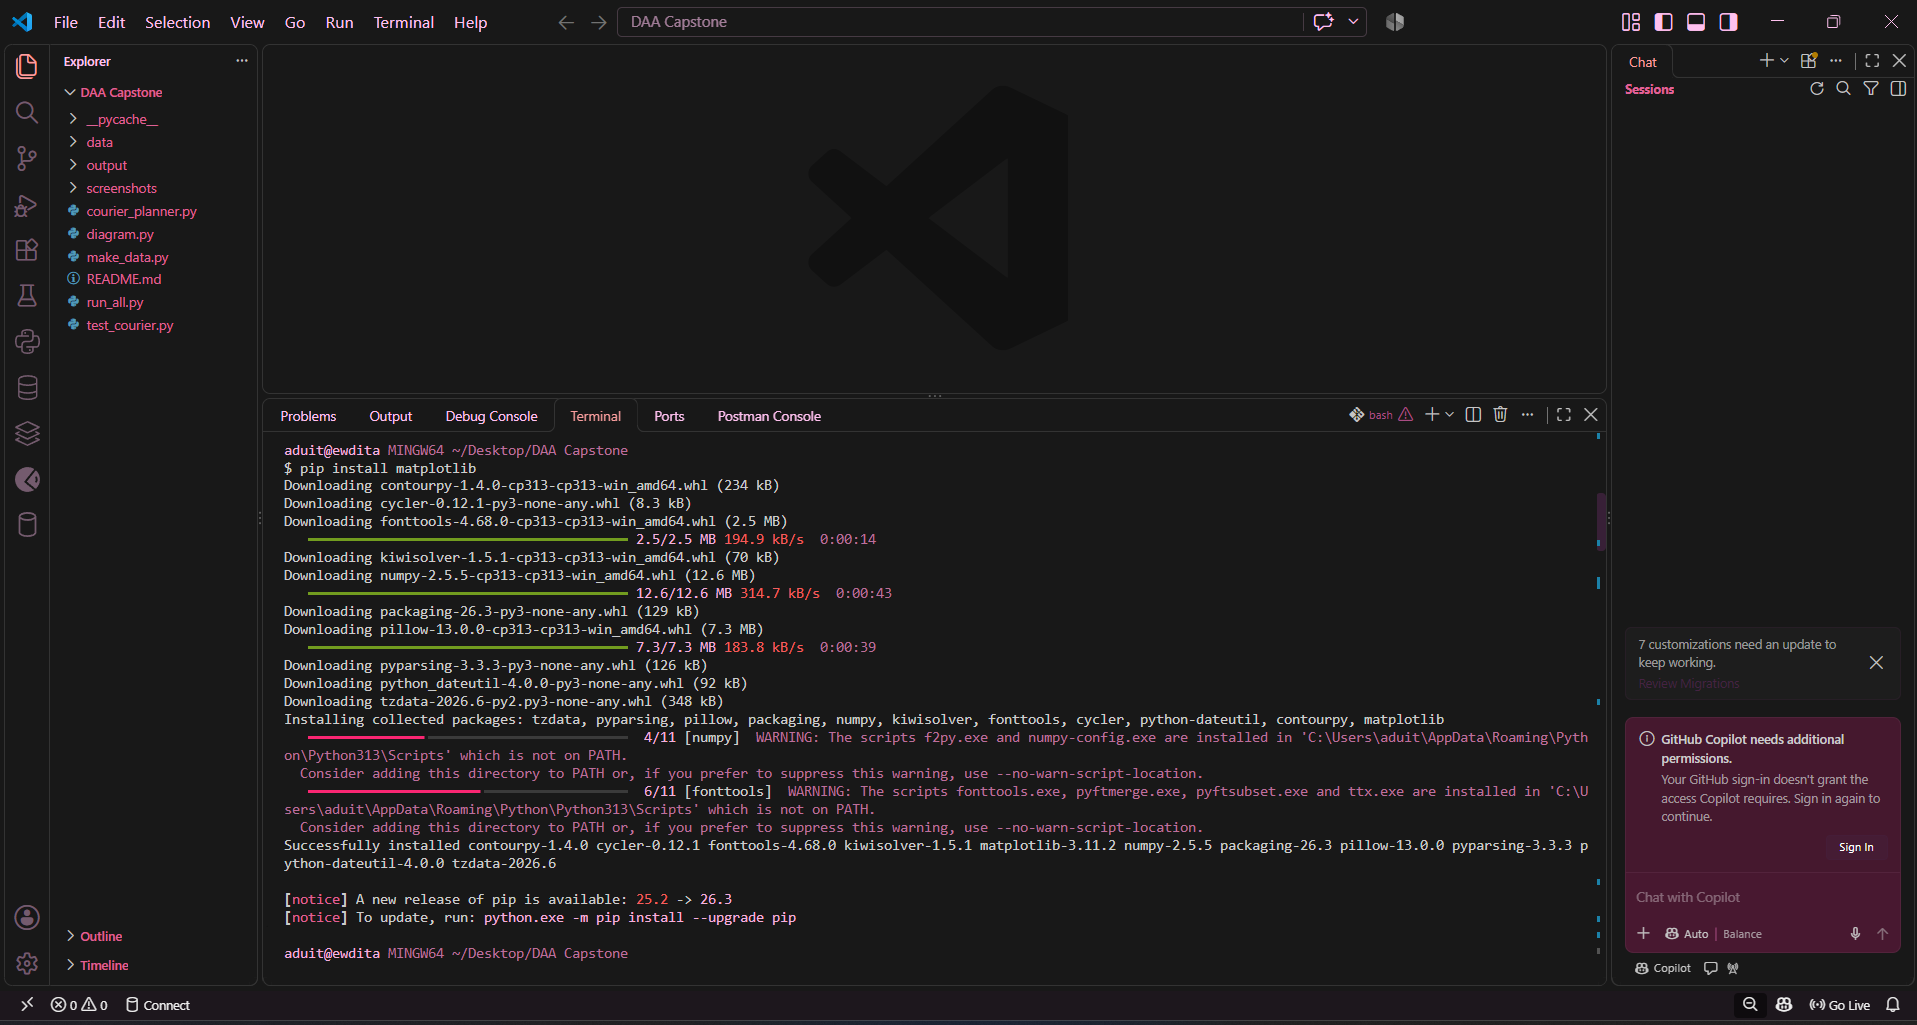 File Edit Selection View Go Run Terminal Help
DAA Capstone
Explorer
DAA Capstone
__pycache__
data
output
screenshots
courier_planner.py
diagram.py
make_data.py
README.md
run_all.py
test_courier.py
Outline
Timeline
Problems Output Debug Console Terminal Ports Postman Console
bash
aduit@ewdita MINGW64 ~/Desktop/DAA Capstone
$ pip install matplotlib
Downloading contourpy-1.4.0-cp313-cp313-win_amd64.whl (234 kB)
Downloading cycler-0.12.1-py3-none-any.whl (8.3 kB)
Downloading fonttools-4.68.0-cp313-cp313-win_amd64.whl (2.5 MB)
2.5/2.5 MB 194.9 kB/s 0:00:14
Downloading kiwisolver-1.5.1-cp313-cp313-win_amd64.whl (70 kB)
Downloading numpy-2.5.5-cp313-cp313-win_amd64.whl (12.6 MB)
12.6/12.6 MB 314.7 kB/s 0:00:43
Downloading packaging-26.3-py3-none-any.whl (129 kB)
Downloading pillow-13.0.0-cp313-cp313-win_amd64.whl (7.3 MB)
7.3/7.3 MB 183.8 kB/s 0:00:39
Downloading pyparsing-3.3.3-py3-none-any.whl (126 kB)
Downloading python_dateutil-4.0.0-py3-none-any.whl (92 kB)
Downloading tzdata-2026.6-py2.py3-none-any.whl (348 kB)
Installing collected packages: tzdata, pyparsing, pillow, packaging, numpy, kiwisolver, fonttools, cycler, python-dateutil, contourpy, matplotlib
4/11 [numpy] WARNING: The scripts f2py.exe and numpy-config.exe are installed in 'C:\Users\aduit\AppData\Roaming\Pyth
on\Python313\Scripts' which is not on PATH.
Consider adding this directory to PATH or, if you prefer to suppress this warning, use --no-warn-script-location.
6/11 [fonttools] WARNING: The scripts fonttools.exe, pyftmerge.exe, pyftsubset.exe and ttx.exe are installed in 'C:\U
sers\aduit\AppData\Roaming\Python\Python313\Scripts' which is not on PATH.
Consider adding this directory to PATH or, if you prefer to suppress this warning, use --no-warn-script-location.
Successfully installed contourpy-1.4.0 cycler-0.12.1 fonttools-4.68.0 kiwisolver-1.5.1 matplotlib-3.11.2 numpy-2.5.5 packaging-26.3 pillow-13.0.0 pyparsing-3.3.3 p
ython-dateutil-4.0.0 tzdata-2026.6
[notice] A new release of pip is available: 25.2 -> 26.3
[notice] To update, run: python.exe -m pip install --upgrade pip
aduit@ewdita MINGW64 ~/Desktop/DAA Capstone
Chat
Sessions
7 customizations need an update to
keep working.
Review Migrations
GitHub Copilot needs additional
permissions.
Your GitHub sign-in doesn't grant the
access Copilot requires. Sign in again to
continue.
Sign In
Chat with Copilot
Auto Balance
Copilot
0 0 Connect
Go Live